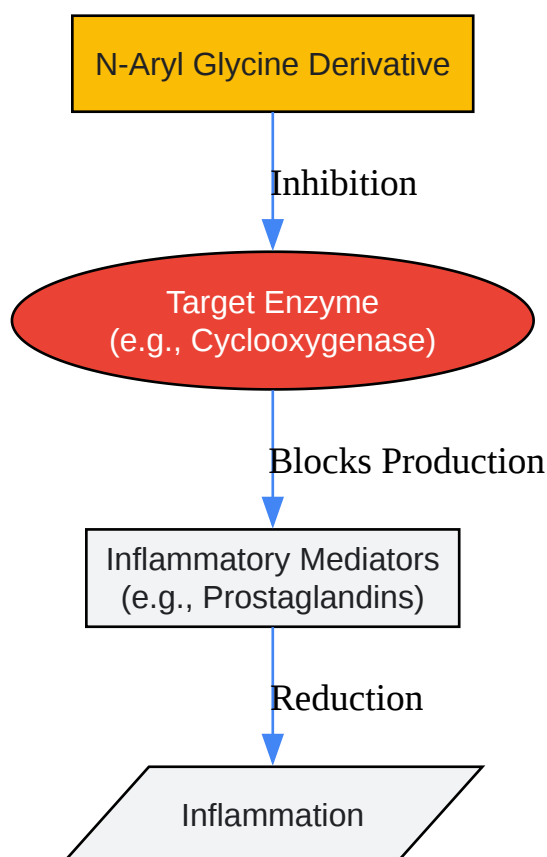 N-Aryl Glycine Derivative
Inhibition
Target Enzyme
(e.g., Cyclooxygenase)
Blocks Production
Inflammatory Mediators
(e.g., Prostaglandins)
Reduction
Inflammation